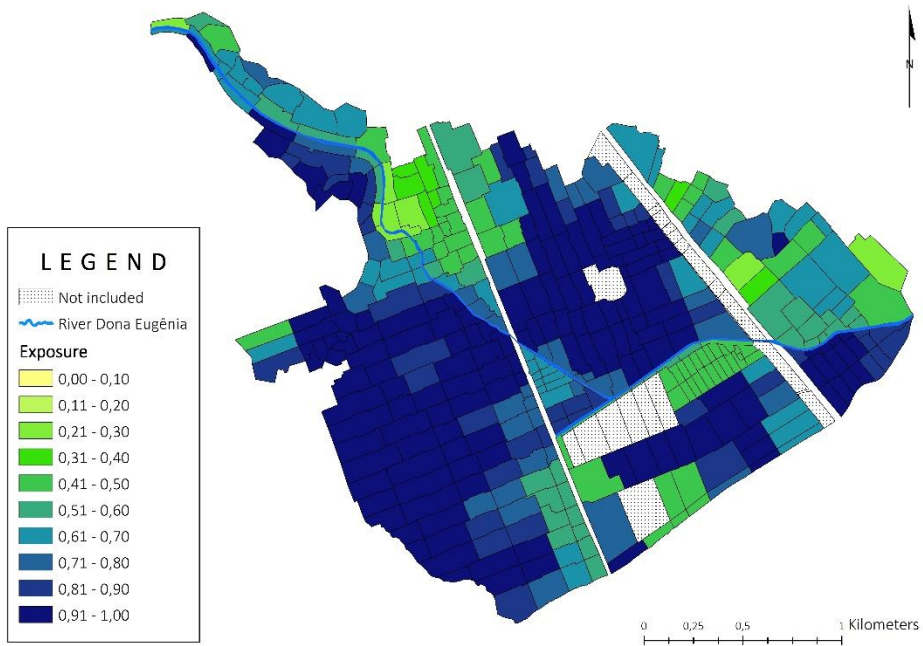 N
LEGEND
Not included
River Dona Eugênia
Exposure
0,00 - 0,10
0,11 - 0,20
0,21 - 0,30
0,31 - 0,40
0,41 - 0,50
0,51 - 0,60
0,61 - 0,70
0,71 - 0,80
0,81 - 0,90
0,91 - 1,00
0 0,25 0,5 1 Kilometers